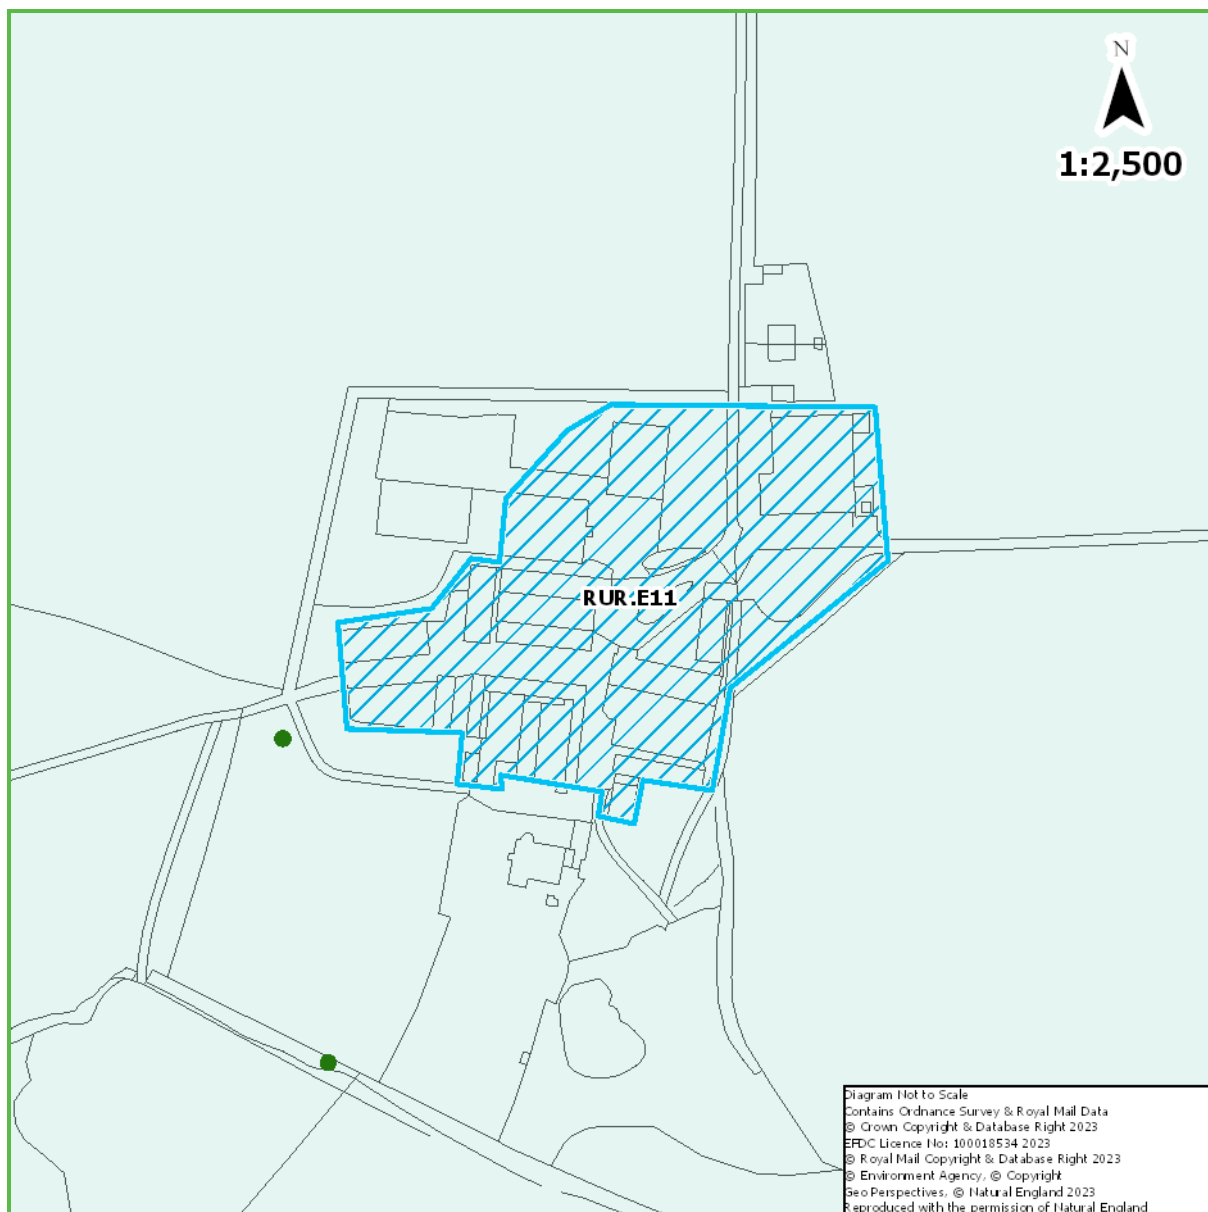 N
1:2,500
RUR.E11
Diagram Not to Scale
Contains Ordnance Survey & Royal Mail Data
© Crown Copyright & Database Right 2023
EFDC Licence No: 100018534 2023
© Royal Mail Copyright & Database Right 2023
© Environment Agency, © Copyright
Geo Perspectives, © Natural England 2023
Reproduced with the permission of Natural England